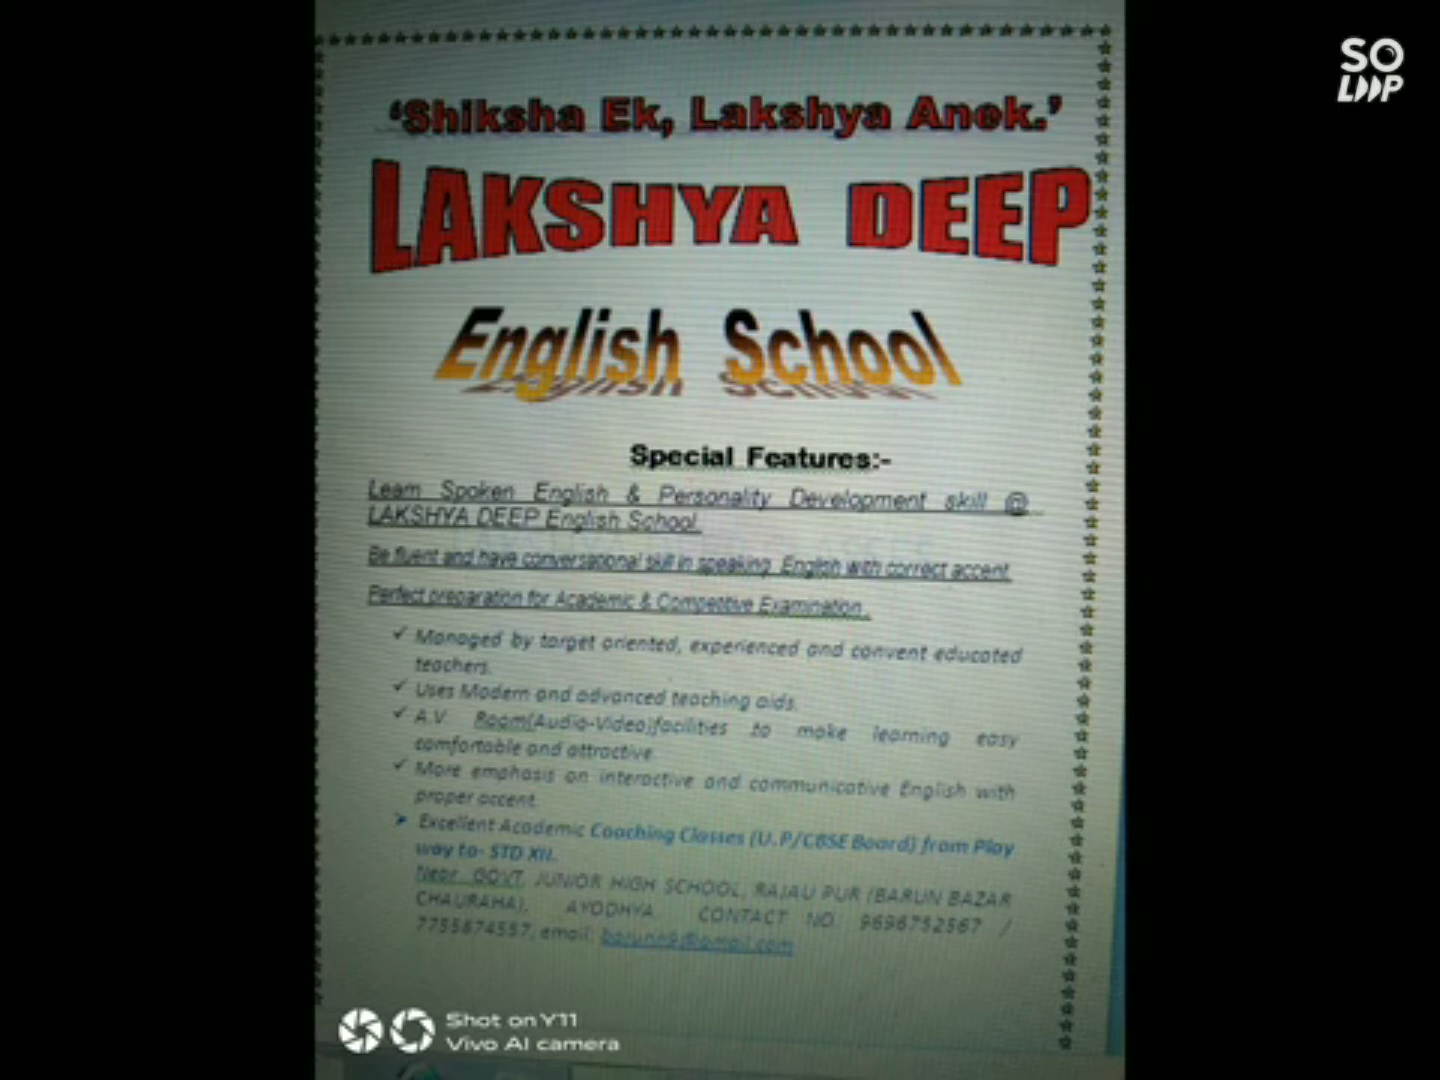 SO
LOOP
‘Shiksha Ek, Lakshya Anek.’
LAKSHYA DEEP
English School
Special Features:-
Learn Spoken English & Personality Development skill @
LAKSHYA DEEP English School.
Be fluent and have conversational skill in speaking English with correct accent.
Perfect preparation for Academic & Competitive Examination .
✓ Managed by target oriented, experienced and convent educated
teachers.
✓ Uses Modern and advanced teaching aids.
✓ A.V. Room(Audio-Video)facilities to make learning easy
comfortable and attractive.
✓ More emphasis on interactive and communicative English with
proper accent.
➤ Excellent Academic Coaching Classes (U.P/CBSE Board) from Play
way to- STD XII.
Near GOVT. JUNIOR HIGH SCHOOL, RAJAU PUR (BARUN BAZAR
CHAURAHA), AYODHYA. CONTACT NO. 9696752567 /
7755874557, email:
Shot on Y11
Vivo AI camera